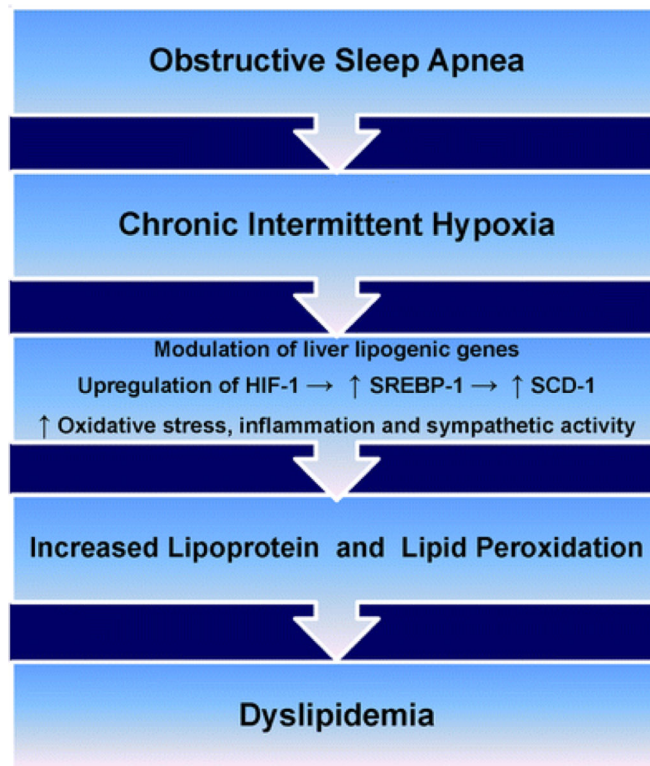 Obstructive Sleep Apnea
Chronic Intermittent Hypoxia
Modulation of liver lipogenic genes
Upregulation of HIF-1 → ↑ SREBP-1 → ↑ SCD-1
↑ Oxidative stress, inflammation and sympathetic activity
Increased Lipoprotein and Lipid Peroxidation
Dyslipidemia